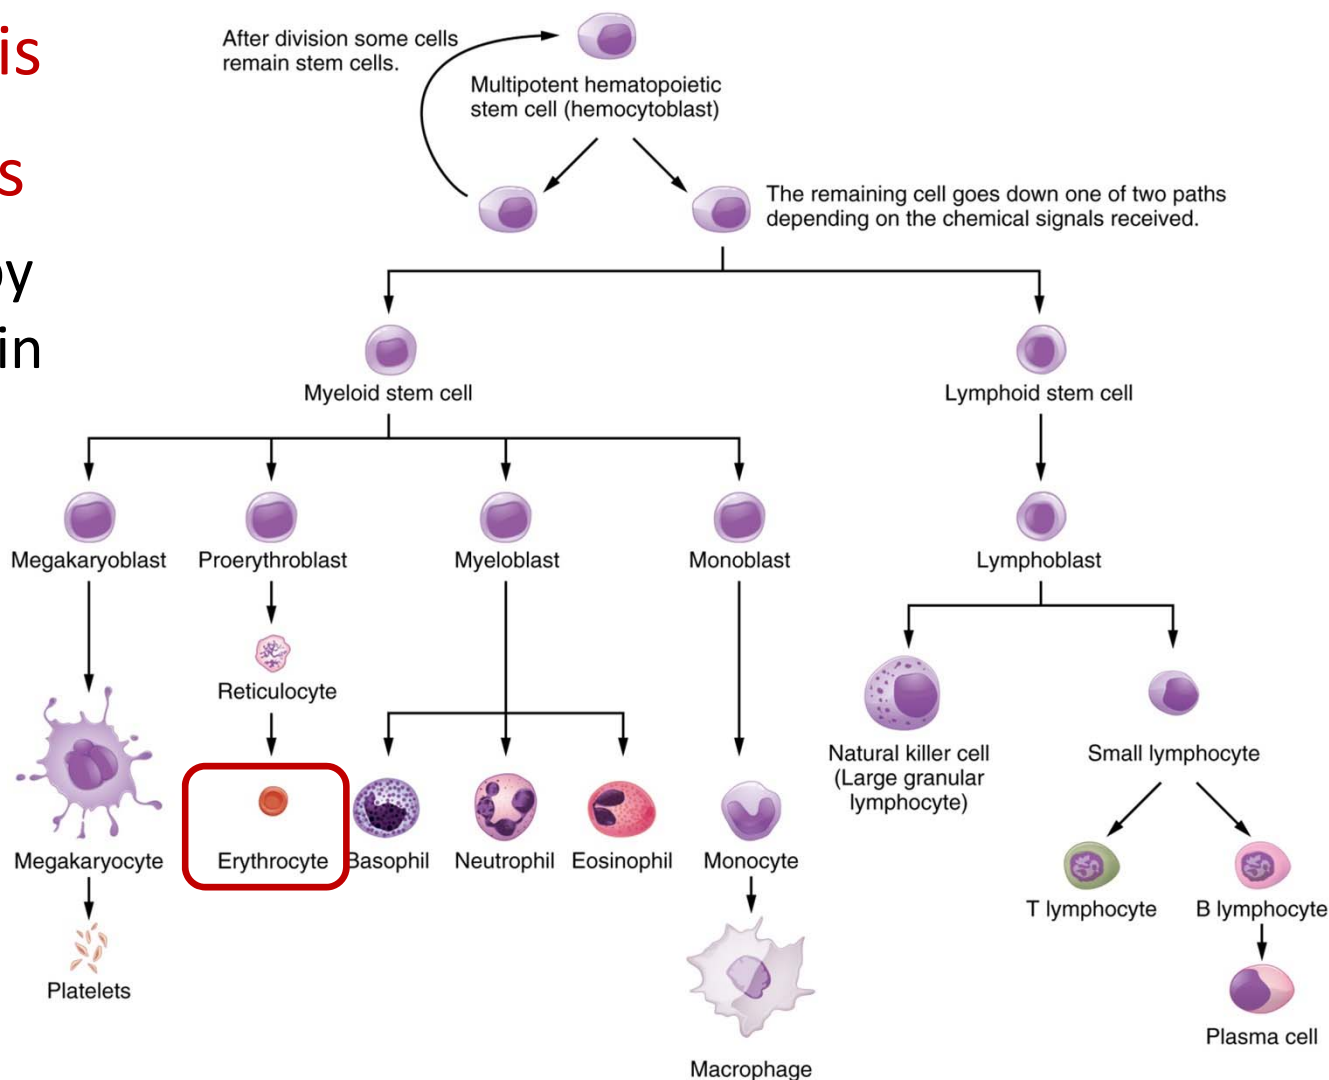 is
s
by
in
After division some cells
remain stem cells.
Multipotent hematopoietic
stem cell (hemocytoblast)
The remaining cell goes down one of two paths
depending on the chemical signals received.
Myeloid stem cell
Lymphoid stem cell
Megakaryoblast
Proerythroblast
Myeloblast
Monoblast
Lymphoblast
Reticulocyte
Natural killer cell
(Large granular
lymphocyte)
Small lymphocyte
Megakaryocyte
Erythrocyte
Basophil
Neutrophil
Eosinophil
Monocyte
T lymphocyte
B lymphocyte
Platelets
Plasma cell
Macrophage